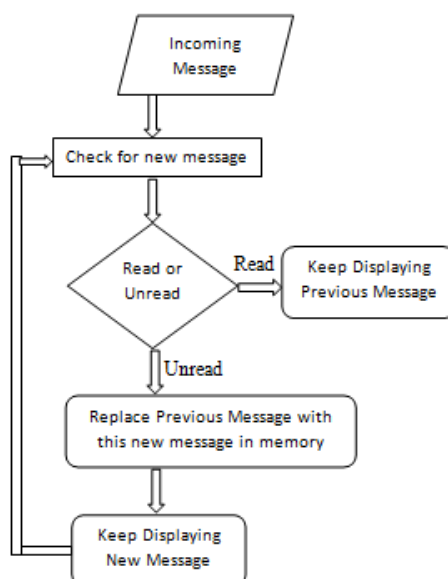 Incoming
Message
Check for new message
Read or
Unread
Read
Keep Displaying
Previous Message
Unread
Replace Previous Message with
this new message in memory
Keep Displaying
New Message